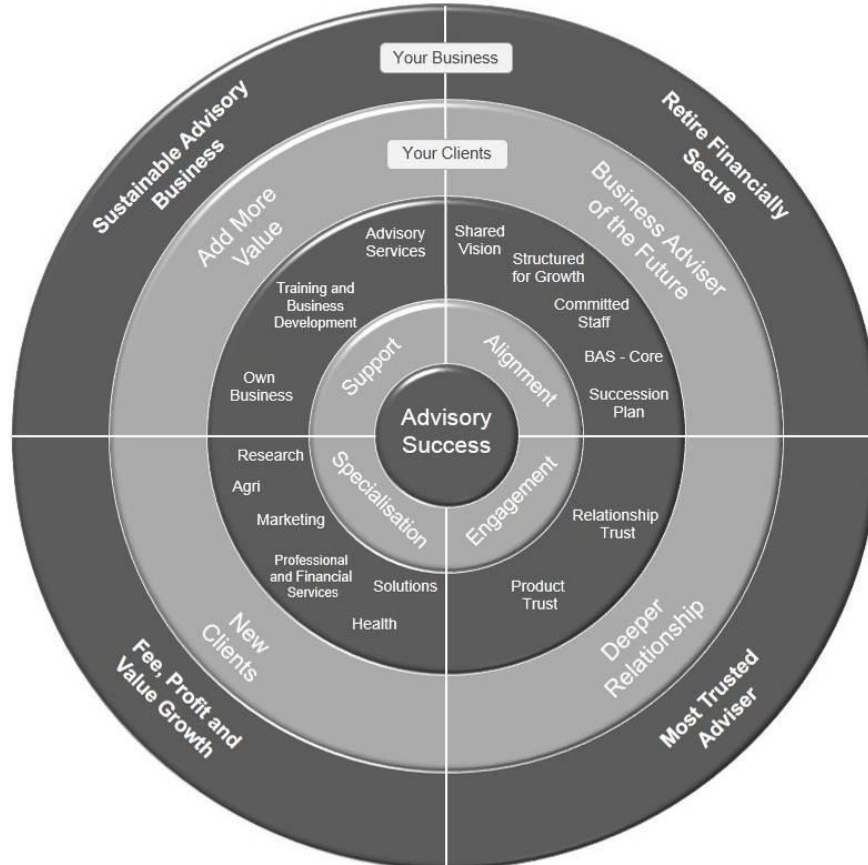 Your Business
Your Clients
Sustainable Advisory
Business
Retire Financially
Secure
Add More
Value
Business Adviser
of the Future
Advisory
Services
Training and
Business
Development
Own
Business
Shared
Vision
Structured
for Growth
Committed
Staff
BAS - Core
Succession
Plan
Support
Alignment
Advisory
Success
Specialisation
Engagement
Research
Agri
Marketing
Professional
and Financial
Services
Solutions
Health
Relationship
Trust
Product
Trust
New
Clients
Deeper
Relationship
Fee, Profit and
Value Growth
Most Trusted
Adviser